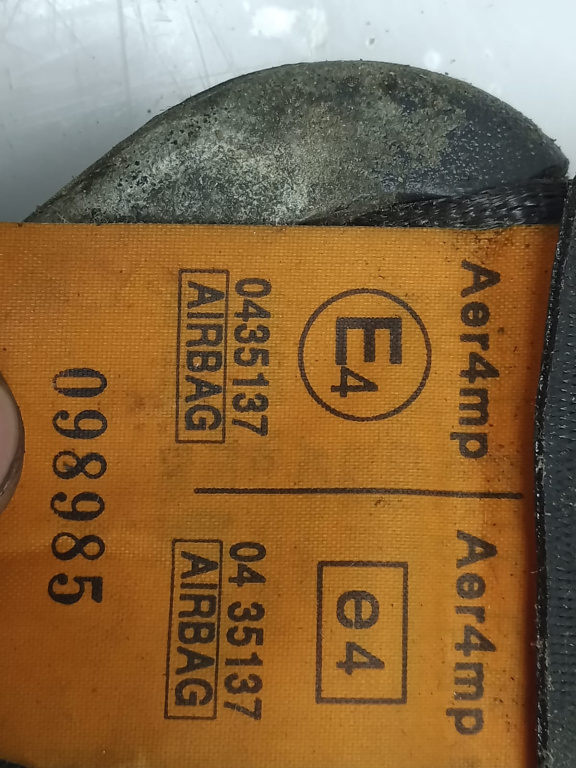 Aer4mp
E4
0435137
AIRBAG
Aer4mp
e4
04 35137
AIRBAG
098985